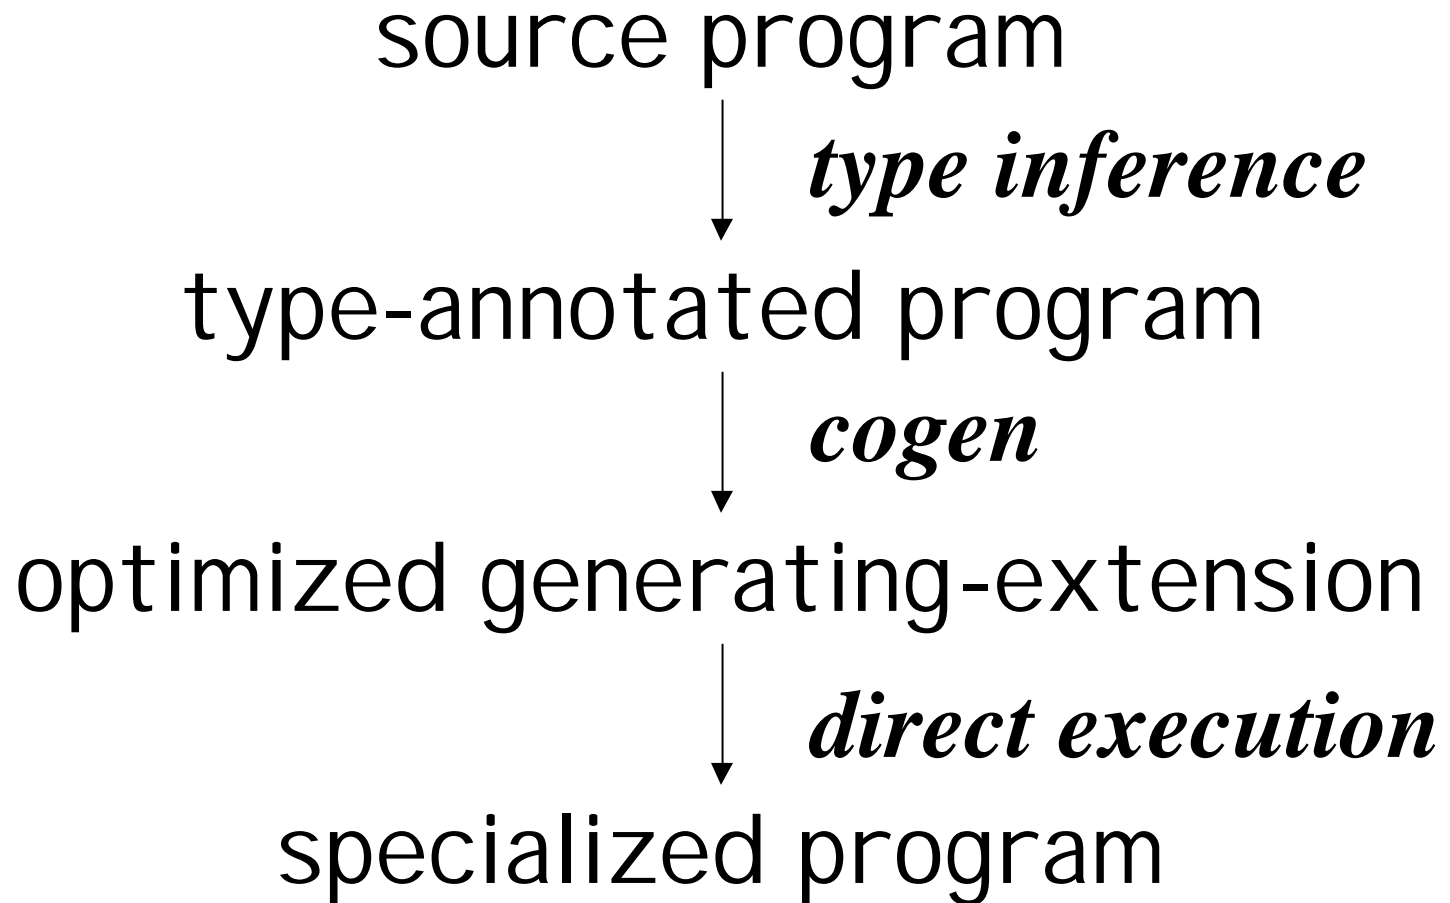 source program
type inference
type-annotated program
cogen
optimized generating-extension
direct execution
specialized program